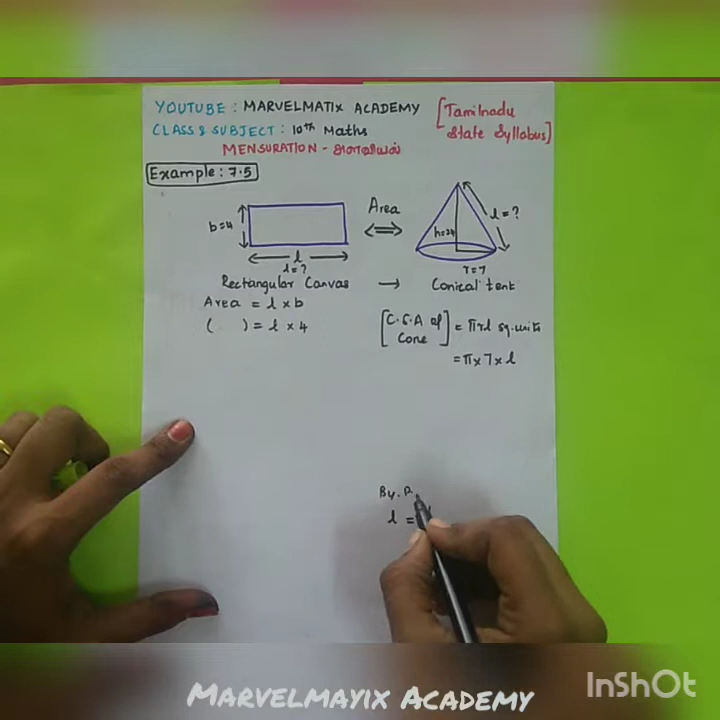 YOUTUBE : MARVELMATIX ACADEMY
CLASS & SUBJECT : 10th Maths
[Tamilnadu
State Syllabus]
MENSURATION - அளவியல்
Example : 7.5
b=4
l
l=?
Area
⟺
h=24
l=?
r=7
Rectangular Canvas → Conical tent
Area = l × b
( ) = l × 4
[C.S.A of
Cone] = πrl sq.units
= π × 7 × l
By. P
l =
MARVELMAYIX ACADEMY
InShOt